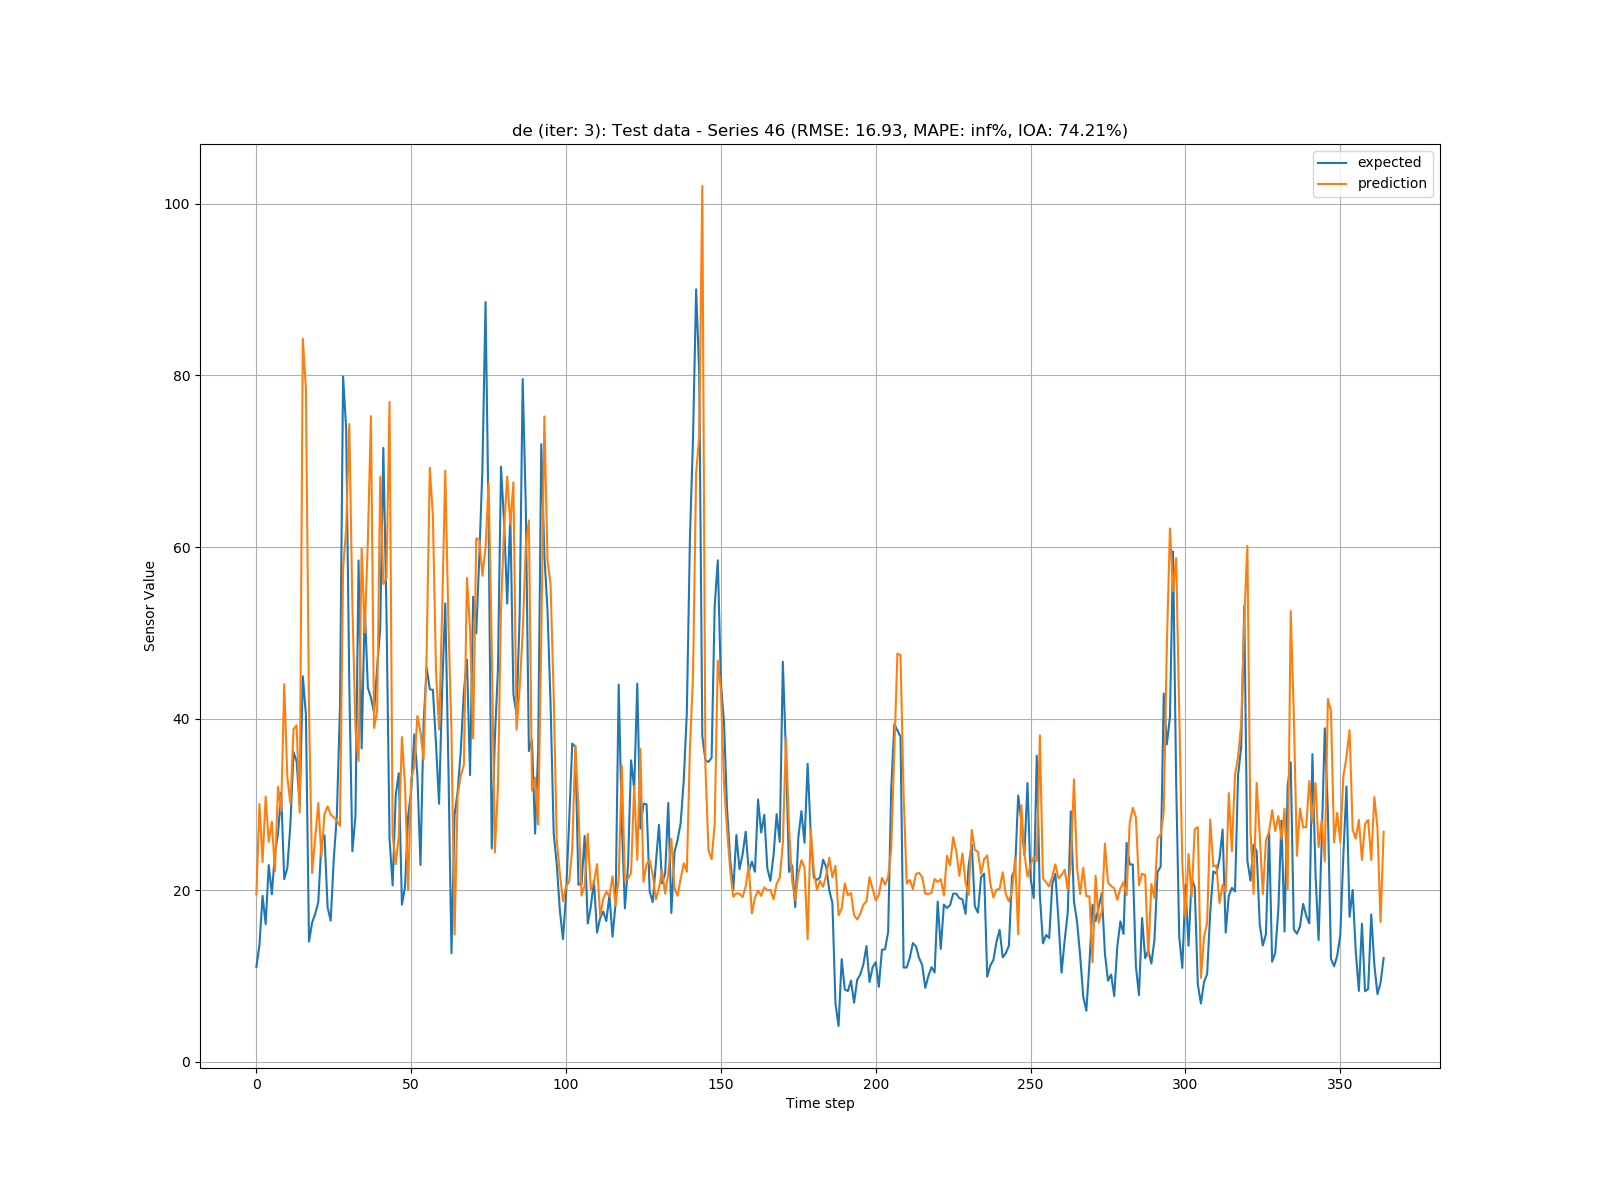 de (iter: 3): Test data - Series 46 (RMSE: 16.93, MAPE: inf%, IOA: 74.21%)
expected
prediction
Sensor Value
100
80
60
40
20
0
0 50 100 150 200 250 300 350
Time step